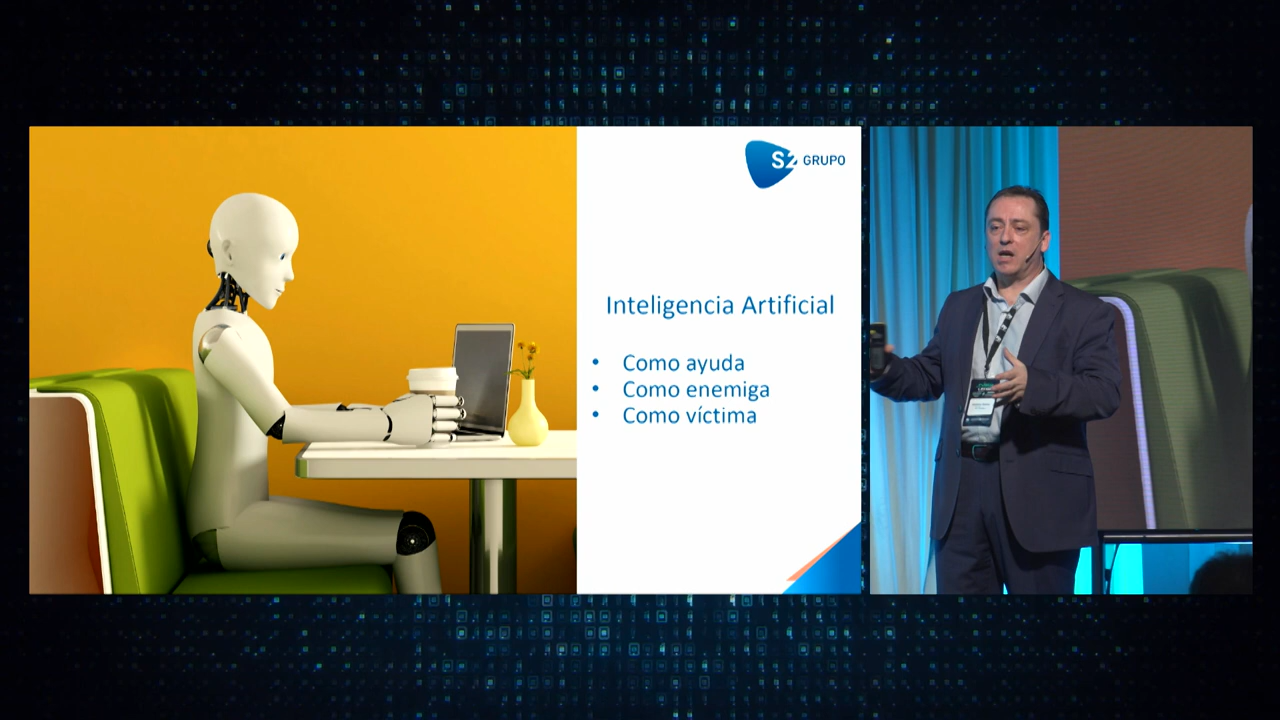 S2 GRUPO
Inteligencia Artificial
• Como ayuda
• Como enemiga
• Como víctima